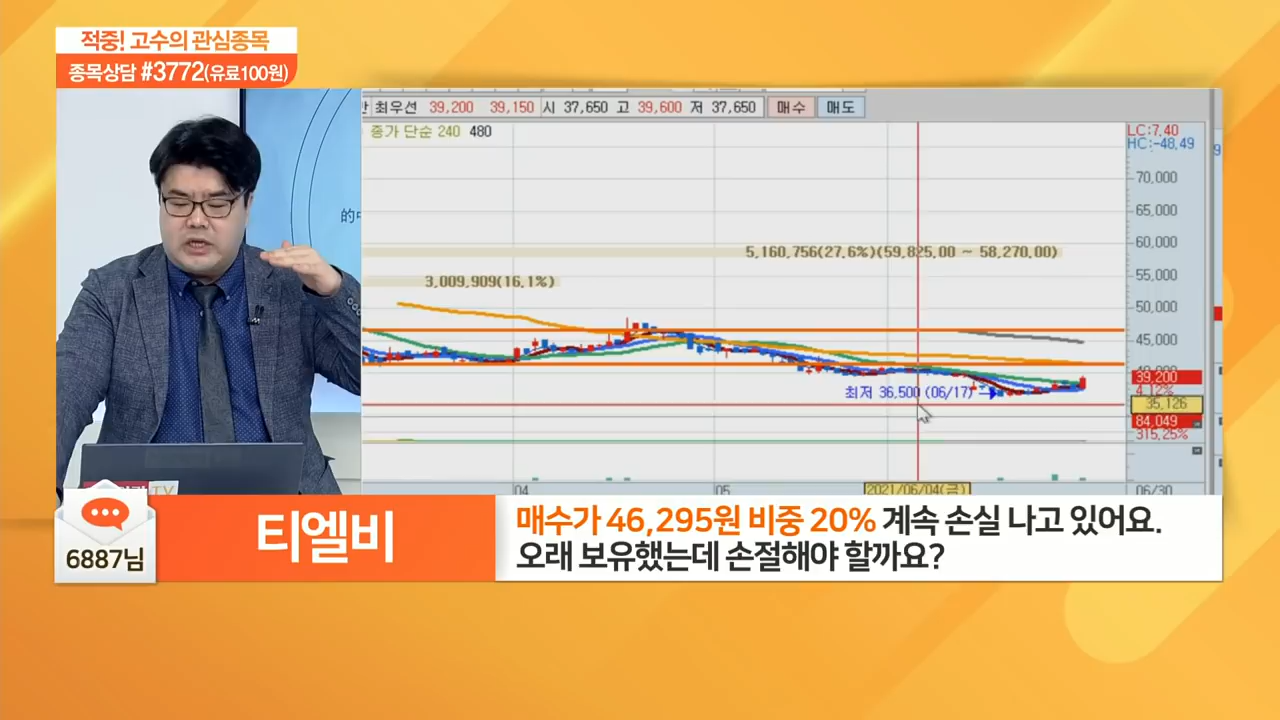 적중! 고수의 관심종목
종목상담 #3772(유료100원)
최우선 39,200 39,150 시 37,650 고 39,600 저 37,650 매수 매도
종가 단순 240 480
LC:7,40
HC:-48,49
70,000
65,000
60,000
5,160,756(27,6%)(59,825,00 ~ 58,270,00)
55,000
3,009,909(16,1%)
50,000
45,000
39,200
4,12%
최저 36,500 (06/17)
35,126
84,049
315,25%
04
05
2021/06/04(금)
06/30
6887님
티엘비
매수가 46,295원 비중 20% 계속 손실 나고 있어요.
오래 보유했는데 손절해야 할까요?